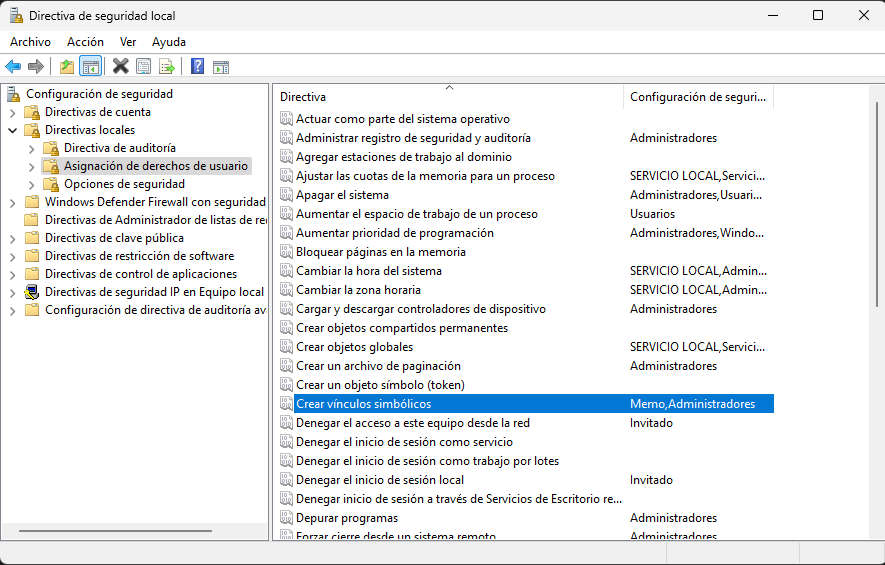 Directiva de seguridad local
Archivo Acción Ver Ayuda
Configuración de seguridad
Directivas de cuenta
Directivas locales
Directiva de auditoría
Asignación de derechos de usuario
Opciones de seguridad
Windows Defender Firewall con seguridad
Directivas de Administrador de listas de re
Directivas de clave pública
Directivas de restricción de software
Directivas de control de aplicaciones
Directivas de seguridad IP en Equipo local
Configuración de directiva de auditoría av
Directiva Configuración de seguri...
Actuar como parte del sistema operativo
Administrar registro de seguridad y auditoría Administradores
Agregar estaciones de trabajo al dominio
Ajustar las cuotas de la memoria para un proceso SERVICIO LOCAL,Servici...
Apagar el sistema Administradores,Usuari...
Aumentar el espacio de trabajo de un proceso Usuarios
Aumentar prioridad de programación Administradores,Windo...
Bloquear páginas en la memoria
Cambiar la hora del sistema SERVICIO LOCAL,Admin...
Cambiar la zona horaria SERVICIO LOCAL,Admin...
Cargar y descargar controladores de dispositivo Administradores
Crear objetos compartidos permanentes
Crear objetos globales SERVICIO LOCAL,Servici...
Crear un archivo de paginación Administradores
Crear un objeto símbolo (token)
Crear vínculos simbólicos Memo,Administradores
Denegar el acceso a este equipo desde la red Invitado
Denegar el inicio de sesión como servicio
Denegar el inicio de sesión como trabajo por lotes
Denegar el inicio de sesión local Invitado
Denegar inicio de sesión a través de Servicios de Escritorio re...
Depurar programas Administradores
Forzar cierre desde un sistema remoto Administradores